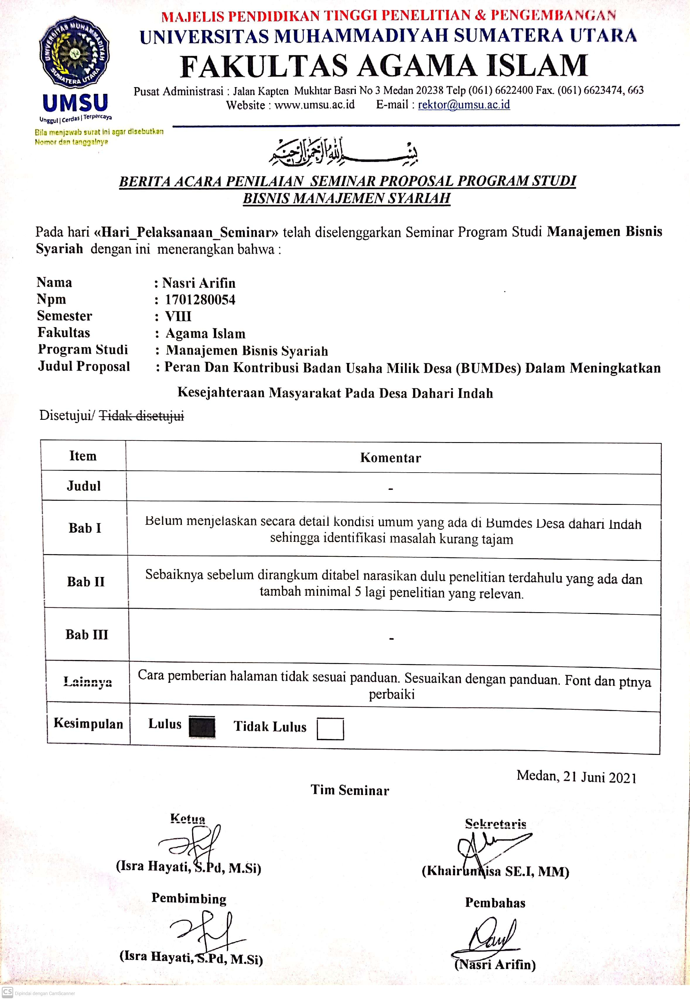 MAJELIS PENDIDIKAN TINGGI PENELITIAN & PENGEMBANGAN
UNIVERSITAS MUHAMMADIYAH SUMATERA UTARA
FAKULTAS AGAMA ISLAM
Pusat Administrasi : Jalan Kapten Mukhtar Basri No 3 Medan 20238 Telp (061) 6622400 Fax. (061) 6623474, 663
Website : www.umsu.ac.id E-mail : rektor@umsu.ac.id
UNIVERSITAS MUHAMMADIYAH
SUMATERA UTARA
UMSU
Unggul | Cerdas | Terpercaya
Bila menjawab surat ini agar disebutkan
Nomor dan tanggalnya
بسم الله الرحمن الرحيم
BERITA ACARA PENILAIAN SEMINAR PROPOSAL PROGRAM STUDI
BISNIS MANAJEMEN SYARIAH
Pada hari «Hari_Pelaksanaan_Seminar» telah diselenggarkan Seminar Program Studi Manajemen Bisnis
Syariah dengan ini menerangkan bahwa :
Nama : Nasri Arifin
Npm : 1701280054
Semester : VIII
Fakultas : Agama Islam
Program Studi : Manajemen Bisnis Syariah
Judul Proposal : Peran Dan Kontribusi Badan Usaha Milik Desa (BUMDes) Dalam Meningkatkan
Kesejahteraan Masyarakat Pada Desa Dahari Indah
Disetujui/ Tidak disetujui
Item Komentar
Judul -
Bab I Belum menjelaskan secara detail kondisi umum yang ada di Bumdes Desa dahari Indah
sehingga identifikasi masalah kurang tajam
Bab II Sebaiknya sebelum dirangkum ditabel narasikan dulu penelitian terdahulu yang ada dan
tambah minimal 5 lagi penelitian yang relevan.
Bab III -
Lainnya Cara pemberian halaman tidak sesuai panduan. Sesuaikan dengan panduan. Font dan ptnya
perbaiki
Kesimpulan Lulus Tidak Lulus
Medan, 21 Juni 2021
Tim Seminar
Ketua Sekretaris
(Isra Hayati, S.Pd, M.Si) (Khairunnisa SE.I, MM)
Pembimbing Pembahas
(Isra Hayati, S.Pd, M.Si) (Nasri Arifin)
CS Dipindai dengan CamScanner